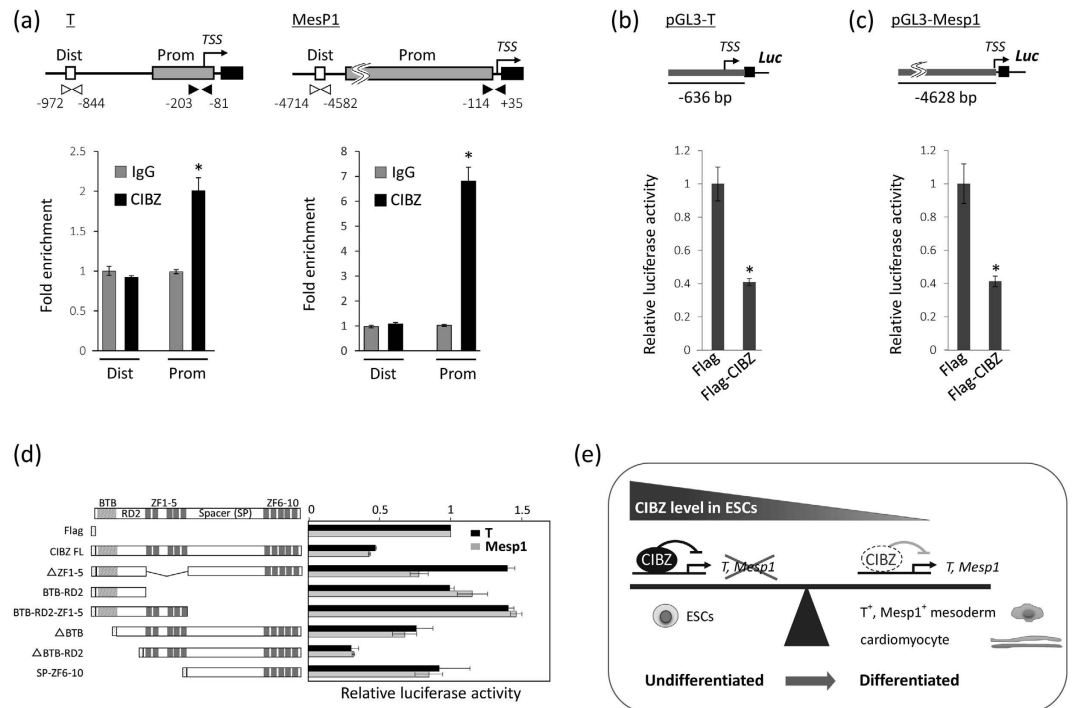 (a)
T
Dist
Prom
TSS
-972
-844
-203
-81
MesP1
Dist
Prom
TSS
-4714
-4582
-114
+35
Fold enrichment
2.5
2
1.5
1
0.5
0
IgG
CIBZ
*
Dist
Prom
Fold enrichment
8
7
6
5
4
3
2
1
0
IgG
CIBZ
*
Dist
Prom
(b)
pGL3-T
TSS
Luc
-636 bp
Relative luciferase activity
1.2
1
0.8
0.6
0.4
0.2
0
*
Flag
Flag-CIBZ
(c)
pGL3-Mesp1
TSS
Luc
-4628 bp
Relative luciferase activity
1.2
1
0.8
0.6
0.4
0.2
0
*
Flag
Flag-CIBZ
(d)
BTB
RD2
ZF1-5
Spacer (SP)
ZF6-10
Flag
CIBZ FL
△ZF1-5
BTB-RD2
BTB-RD2-ZF1-5
△BTB
△BTB-RD2
SP-ZF6-10
0
0.5
1
1.5
T
Mesp1
Relative luciferase activity
(e)
CIBZ level in ESCs
CIBZ
T, Mesp1
CIBZ
T, Mesp1
ESCs
T+, Mesp1+ mesoderm
cardiomyocyte
Undifferentiated
Differentiated